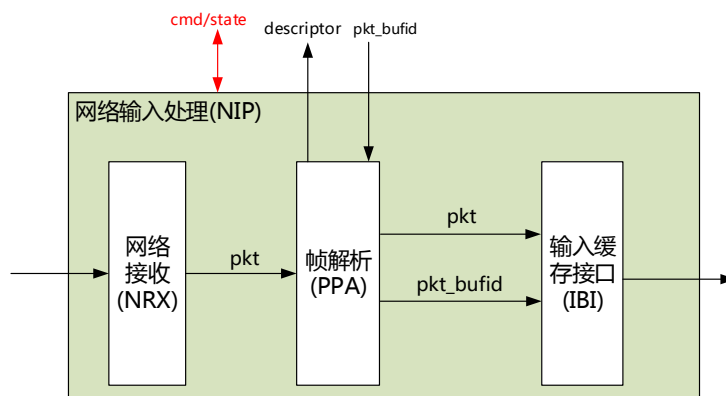 cmd/state
descriptor
pkt_bufid
网络输入处理(NIP)
网络
接收
(NRX)
pkt
帧解析
(PPA)
pkt
pkt_bufid
输入缓
存接口
(IBI)